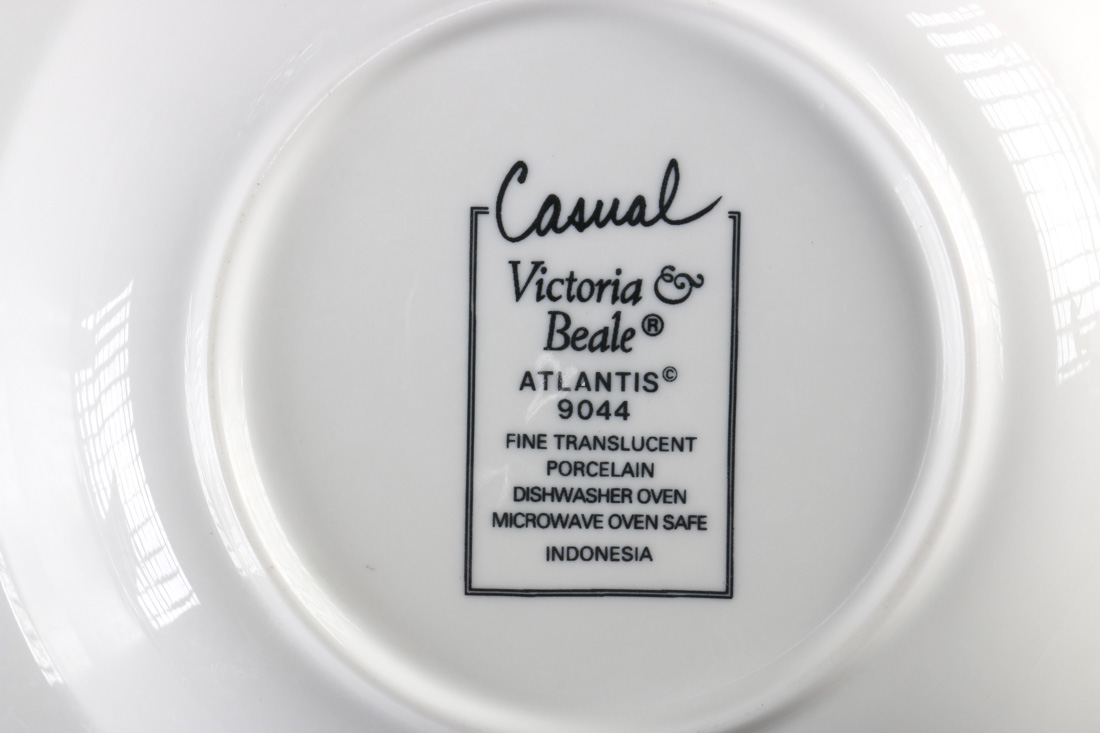 Casual
Victoria &
Beale®
ATLANTIS©
9044
FINE TRANSLUCENT
PORCELAIN
DISHWASHER OVEN
MICROWAVE OVEN SAFE
INDONESIA